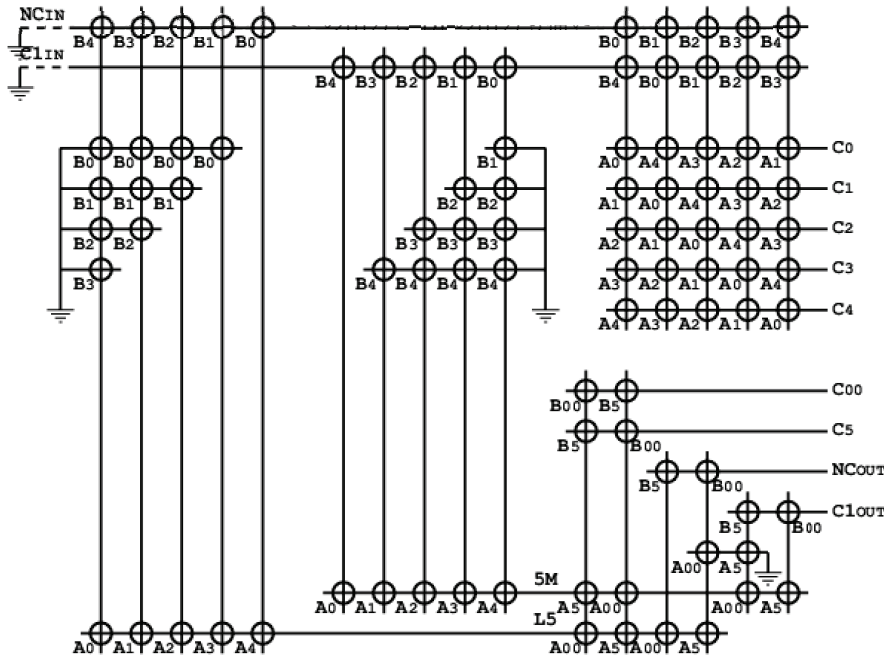 NCIN
B4 B3 B2 B1 B0 B0 B1 B2 B3 B4
C1IN
B4 B3 B2 B1 B0 B4 B0 B1 B2 B3
B0 B0 B0 B0 B1 A0 A4 A3 A2 A1 C0
B1 B1 B1 B2 B2 A1 A0 A4 A3 A2 C1
B2 B2 B3 B3 B3 A2 A1 A0 A4 A3 C2
B3 B4 B4 B4 B4 A3 A2 A1 A0 A4 C3
A4 A3 A2 A1 A0 C4
B00 B5 C00
B5 B00 C5
B5 B00 NCOUT
B5 B00 C1OUT
A00 A5
5M
A0 A1 A2 A3 A4 A5 A00 A00 A5
L5
A0 A1 A2 A3 A4 A00 A5 A00 A5